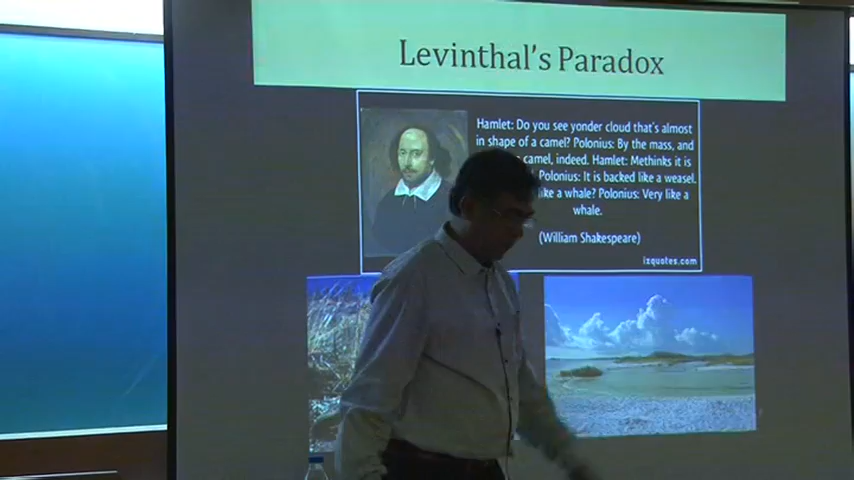 Levinthal's Paradox
Hamlet: Do you see yonder cloud that's almost
in shape of a camel? Polonius: By the mass, and
camel, indeed. Hamlet: Methinks it is
Polonius: It is backed like a weasel.
like a whale? Polonius: Very like a
whale.
(William Shakespeare)
izquotes.com